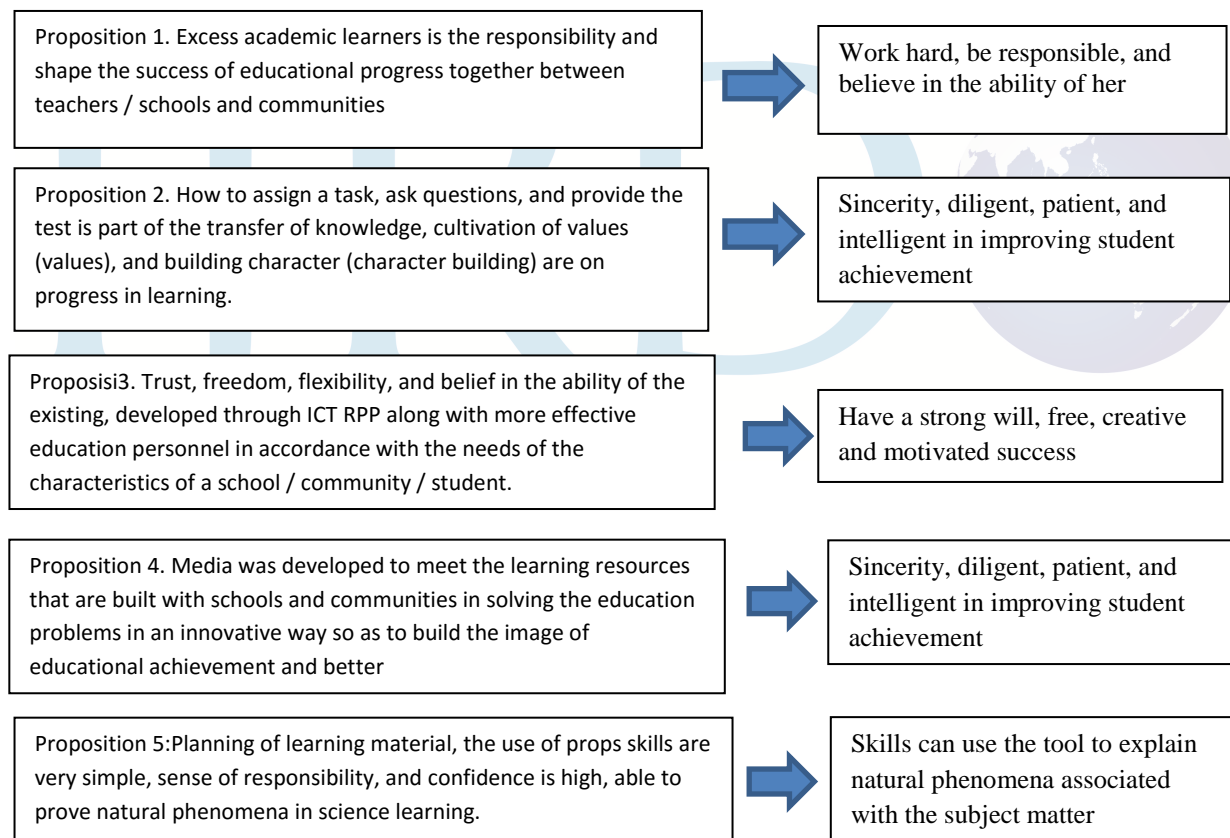 Proposition 1. Excess academic learners is the responsibility and
shape the success of educational progress together between
teachers / schools and communities
Work hard, be responsible, and
believe in the ability of her
Proposition 2. How to assign a task, ask questions, and provide the
test is part of the transfer of knowledge, cultivation of values
(values), and building character (character building) are on
progress in learning.
Sincerity, diligent, patient, and
intelligent in improving student
achievement
Proposisi3. Trust, freedom, flexibility, and belief in the ability of the
existing, developed through ICT RPP along with more effective
education personnel in accordance with the needs of the
characteristics of a school / community / student.
Have a strong will, free, creative
and motivated success
Proposition 4. Media was developed to meet the learning resources
that are built with schools and communities in solving the education
problems in an innovative way so as to build the image of
educational achievement and better
Sincerity, diligent, patient, and
intelligent in improving student
achievement
Proposition 5:Planning of learning material, the use of props skills are
very simple, sense of responsibility, and confidence is high, able to
prove natural phenomena in science learning.
Skills can use the tool to explain
natural phenomena associated
with the subject matter